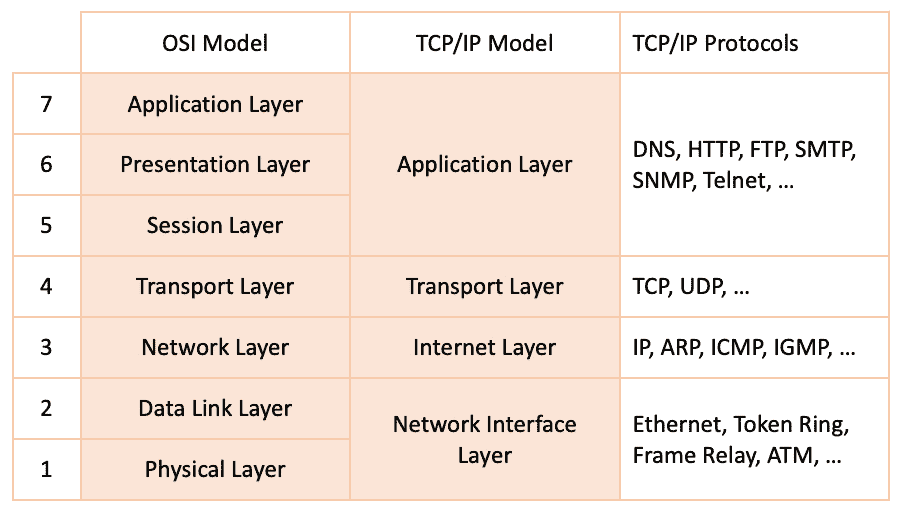 OSI Model TCP/IP Model TCP/IP Protocols
7 Application Layer
6 Presentation Layer Application Layer DNS, HTTP, FTP, SMTP,
SNMP, Telnet, ...
5 Session Layer
4 Transport Layer Transport Layer TCP, UDP, ...
3 Network Layer Internet Layer IP, ARP, ICMP, IGMP, ...
2 Data Link Layer Network Interface
Layer Ethernet, Token Ring,
Frame Relay, ATM, ...
1 Physical Layer